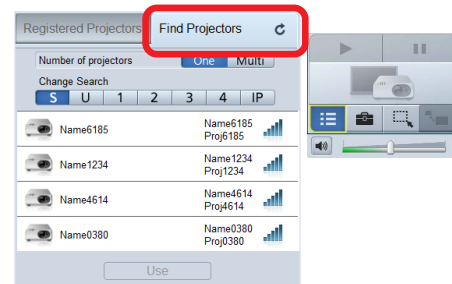 Registered Projectors Find Projectors
Number of projectors One Multi
Change Search
S U 1 2 3 4 IP
Name6185 Name6185
Proj6185
Name1234 Name1234
Proj1234
Name4614 Name4614
Proj4614
Name0380 Name0380
Proj0380
Use